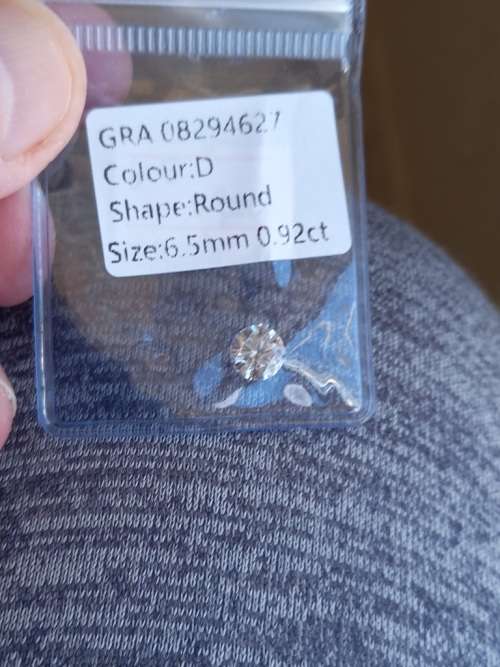 GRA 08294627
Colour:D
Shape:Round
Size:6.5mm 0.92ct